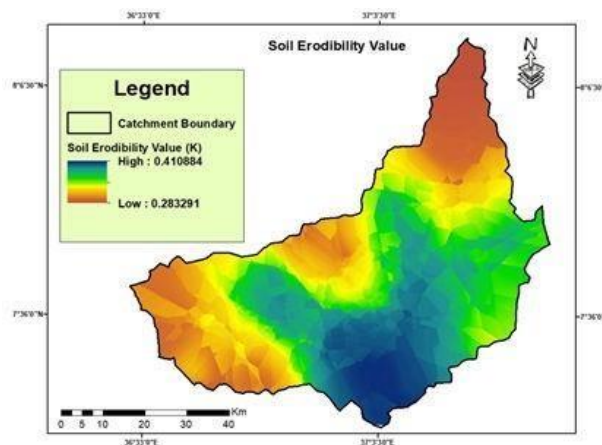 36°33'0"E 37°3'30"E
Soil Erodibility Value
N
8°6'30"N 8°6'30"N
Legend
Catchment Boundary
Soil Erodibility Value (K)
High : 0.410884
Low : 0.283291
7°36'0"N 7°36'0"N
Km
0 5 10 20 30 40
36°33'0"E 37°3'30"E